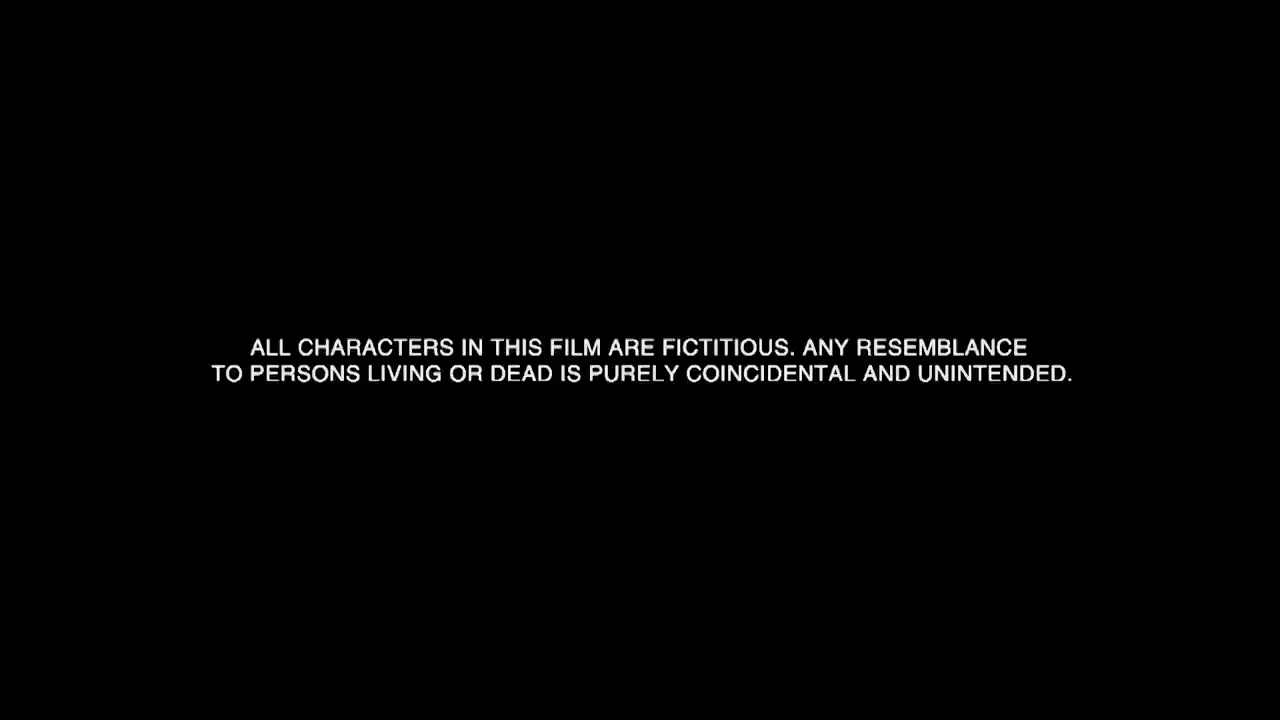 ALL CHARACTERS IN THIS FILM ARE FICTITIOUS. ANY RESEMBLANCE
TO PERSONS LIVING OR DEAD IS PURELY COINCIDENTAL AND UNINTENDED.